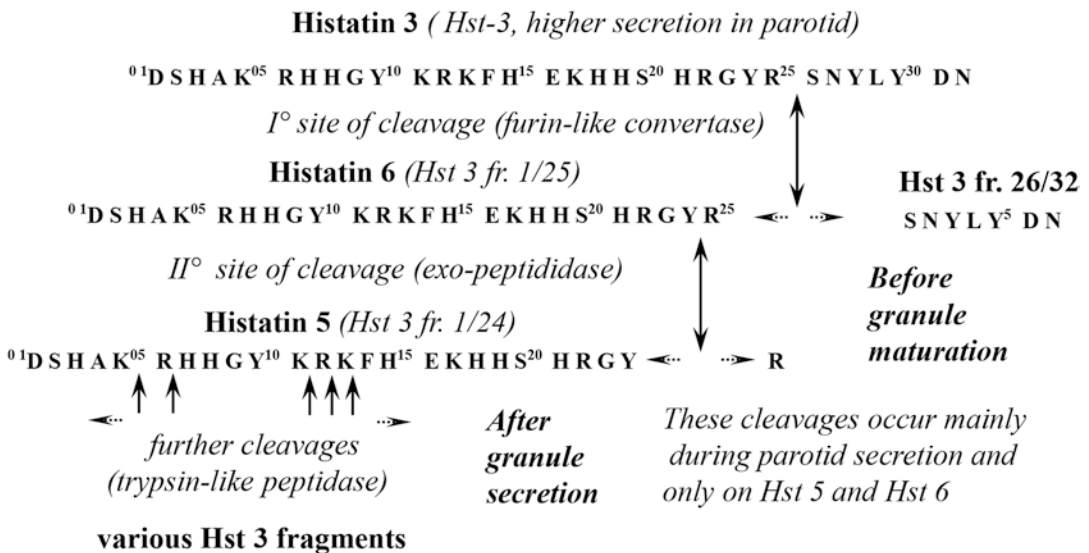 Histatin 3 ( Hst-3, higher secretion in parotid)
⁰¹D S H A K⁰⁵ R H H G Y¹⁰ K R K F H¹⁵ E K H H S²⁰ H R G Y R²⁵ S N Y L Y³⁰ D N
I° site of cleavage (furin-like convertase)
Histatin 6 (Hst 3 fr. 1/25)
Hst 3 fr. 26/32
⁰¹D S H A K⁰⁵ R H H G Y¹⁰ K R K F H¹⁵ E K H H S²⁰ H R G Y R²⁵
S N Y L Y⁵ D N
II° site of cleavage (exo-peptididase)
Before
granule
maturation
Histatin 5 (Hst 3 fr. 1/24)
⁰¹D S H A K⁰⁵ R H H G Y¹⁰ K R K F H¹⁵ E K H H S²⁰ H R G Y
R
further cleavages
(trypsin-like peptidase)
After
granule
secretion
These cleavages occur mainly
during parotid secretion and
only on Hst 5 and Hst 6
various Hst 3 fragments